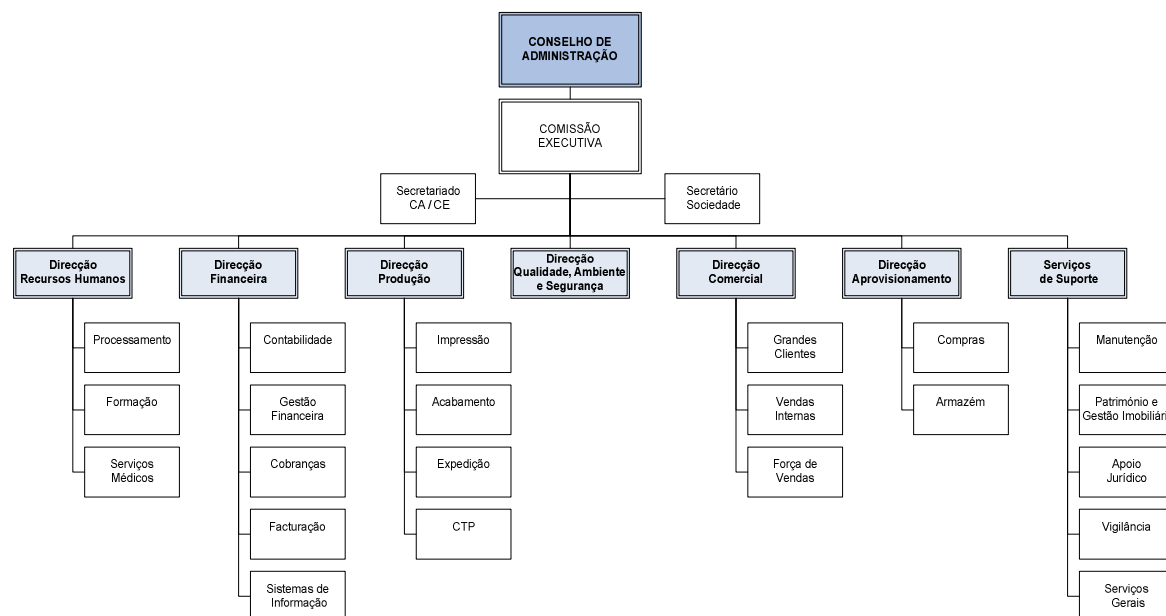 CONSELHO DE
ADMINISTRAÇÃO
COMISSÃO
EXECUTIVA
Secretariado
CA / CE
Secretário
Sociedade
Direcção
Recursos Humanos
Direcção
Financeira
Direcção
Produção
Direcção
Qualidade, Ambiente
e Segurança
Direcção
Comercial
Direcção
Aprovisionamento
Serviços
de Suporte
Processamento
Formação
Serviços
Médicos
Contabilidade
Gestão
Financeira
Cobranças
Facturação
Sistemas de
Informação
Impressão
Acabamento
Expedição
CTP
Grandes
Clientes
Vendas
Internas
Força de
Vendas
Compras
Armazém
Manutenção
Património e
Gestão Imobiliári
Apoio
Jurídico
Vigilância
Serviços
Gerais